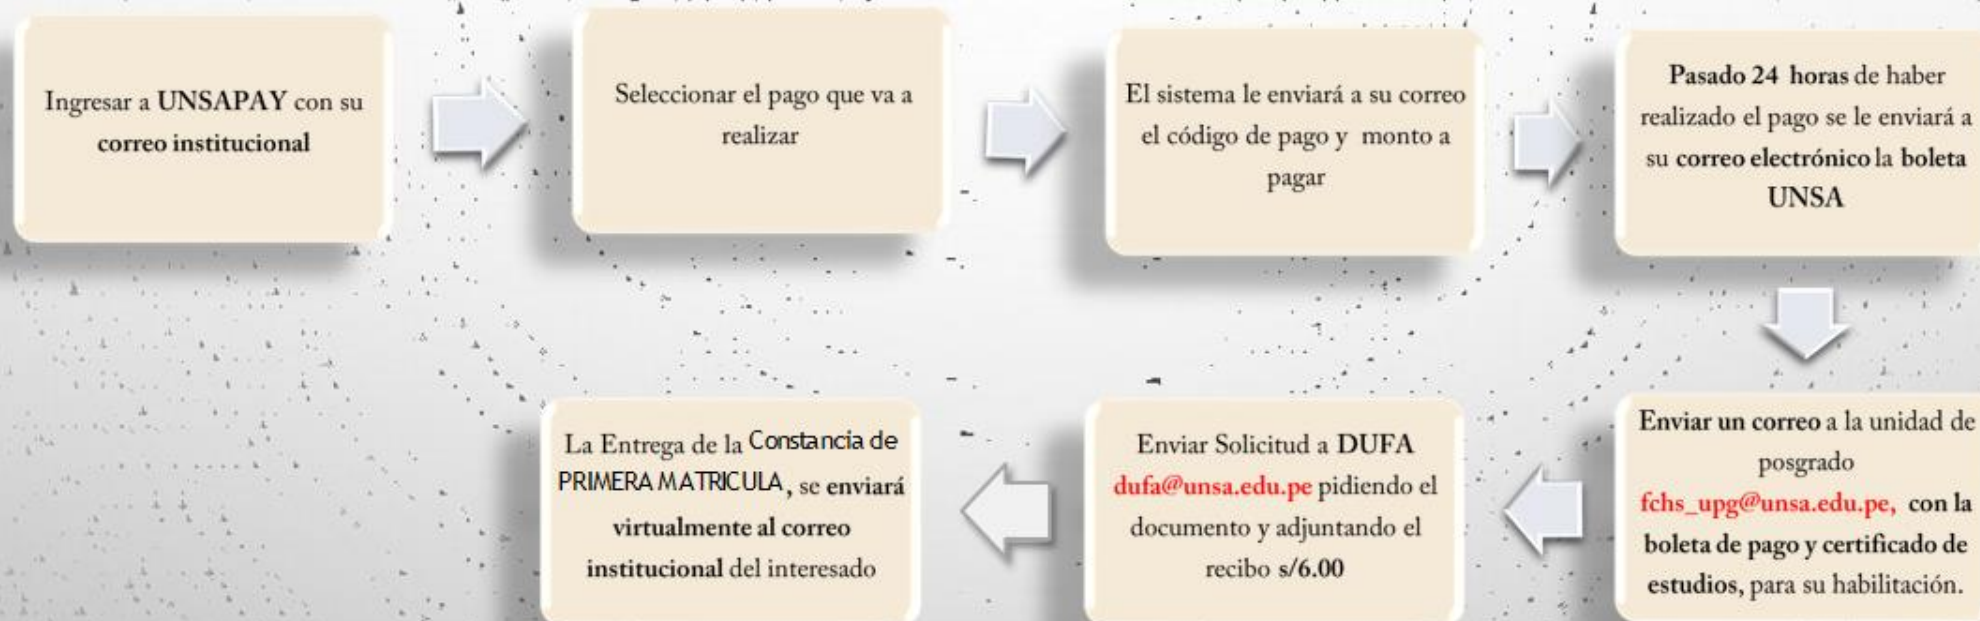 Ingresar a UNSAPAY con su
correo institucional
Seleccionar el pago que va a
realizar
El sistema le enviará a su correo
el código de pago y monto a
pagar
Pasado 24 horas de haber
realizado el pago se le enviará a
su correo electrónico la boleta
UNSA
Enviar un correo a la unidad de
posgrado
fchs_upg@unsa.edu.pe, con la
boleta de pago y certificado de
estudios, para su habilitación.
Enviar Solicitud a DUFA
dufa@unsa.edu.pe pidiendo el
documento y adjuntando el
recibo s/6.00
La Entrega de la Constancia de
PRIMERA MATRICULA, se enviará
virtualmente al correo
institucional del interesado